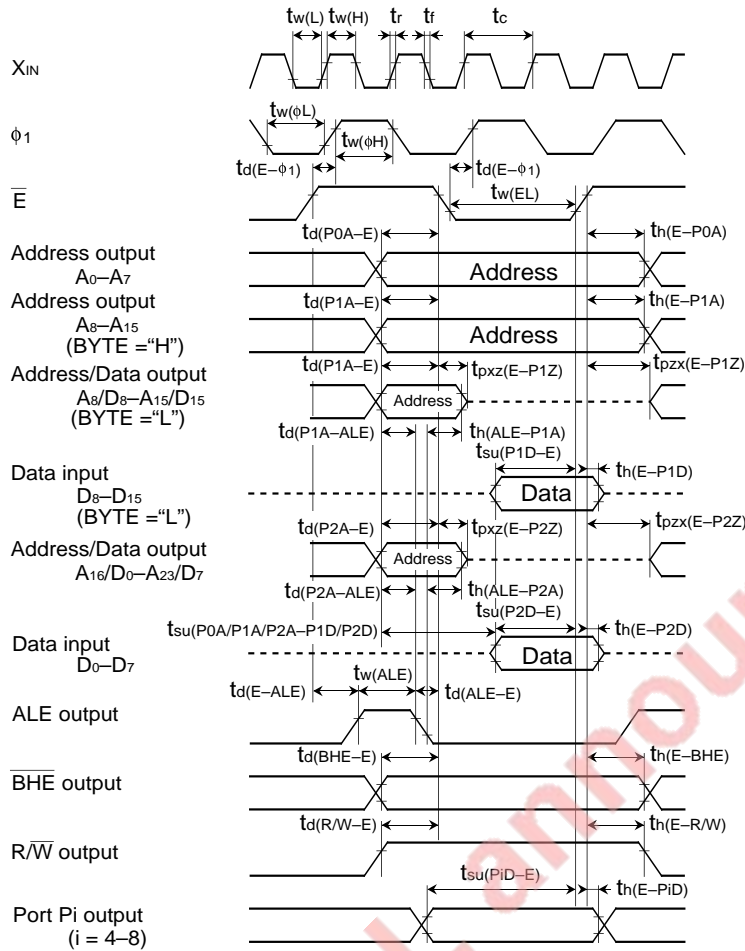 tw(L) tw(H) tr tf tc
XIN
tw(ϕL)
ϕ1
tw(ϕH)
td(E–ϕ1) td(E–ϕ1)
tw(EL)
E
td(P0A–E) th(E–P0A)
Address output
A0–A7
Address
td(P1A–E) th(E–P1A)
Address output
A8–A15
(BYTE ="H")
Address
td(P1A–E) tpxz(E–P1Z) tpzx(E–P1Z)
Address/Data output
A8/D8–A15/D15
(BYTE ="L")
Address
td(P1A–ALE) th(ALE–P1A)
tsu(P1D–E) th(E–P1D)
Data input
D8–D15
(BYTE ="L")
Data
td(P2A–E) tpxz(E–P2Z) tpzx(E–P2Z)
Address/Data output
A16/D0–A23/D7
Address
td(P2A–ALE) th(ALE–P2A)
tsu(P2D–E)
tsu(P0A/P1A/P2A–P1D/P2D) th(E–P2D)
Data input
D0–D7
Data
tw(ALE)
td(E–ALE) td(ALE–E)
ALE output
td(BHE–E) th(E–BHE)
BHE output
td(R/W–E) th(E–R/W)
R/W output
tsu(PiD–E) th(E–PiD)
Port Pi output
(i = 4–8)